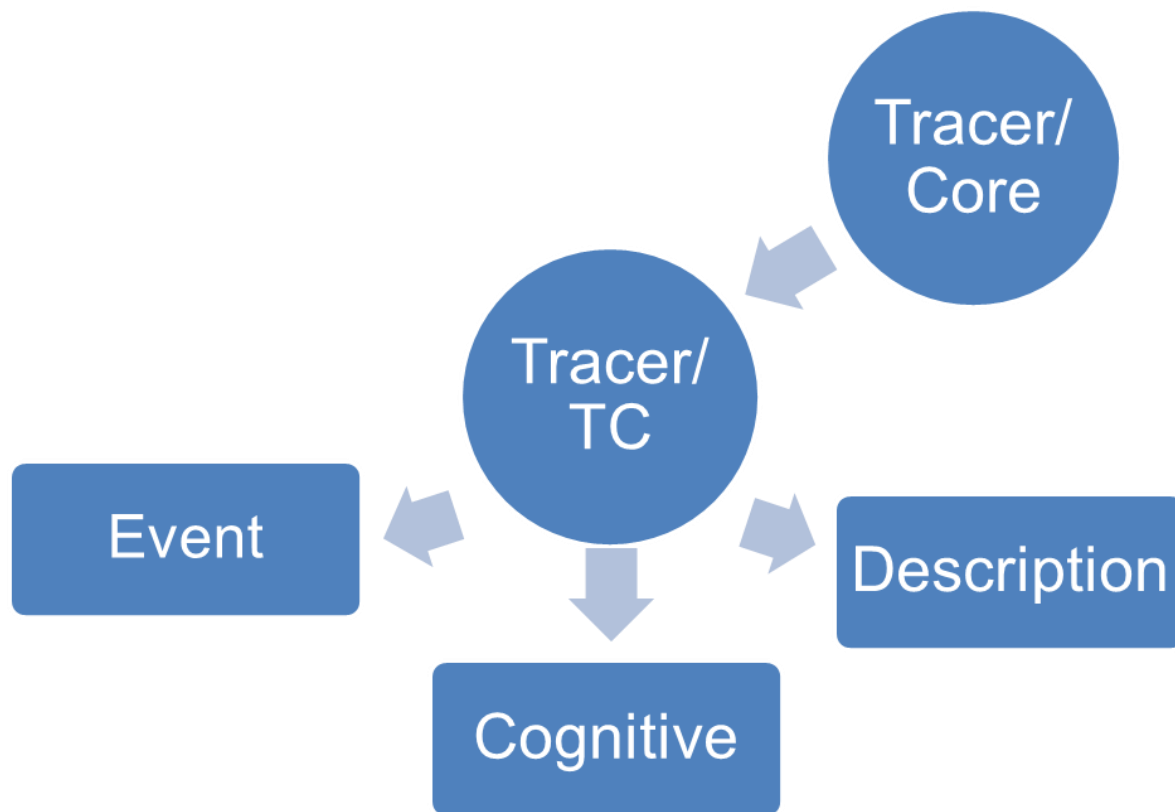 Tracer/
Core
Tracer/
TC
Event
Description
Cognitive